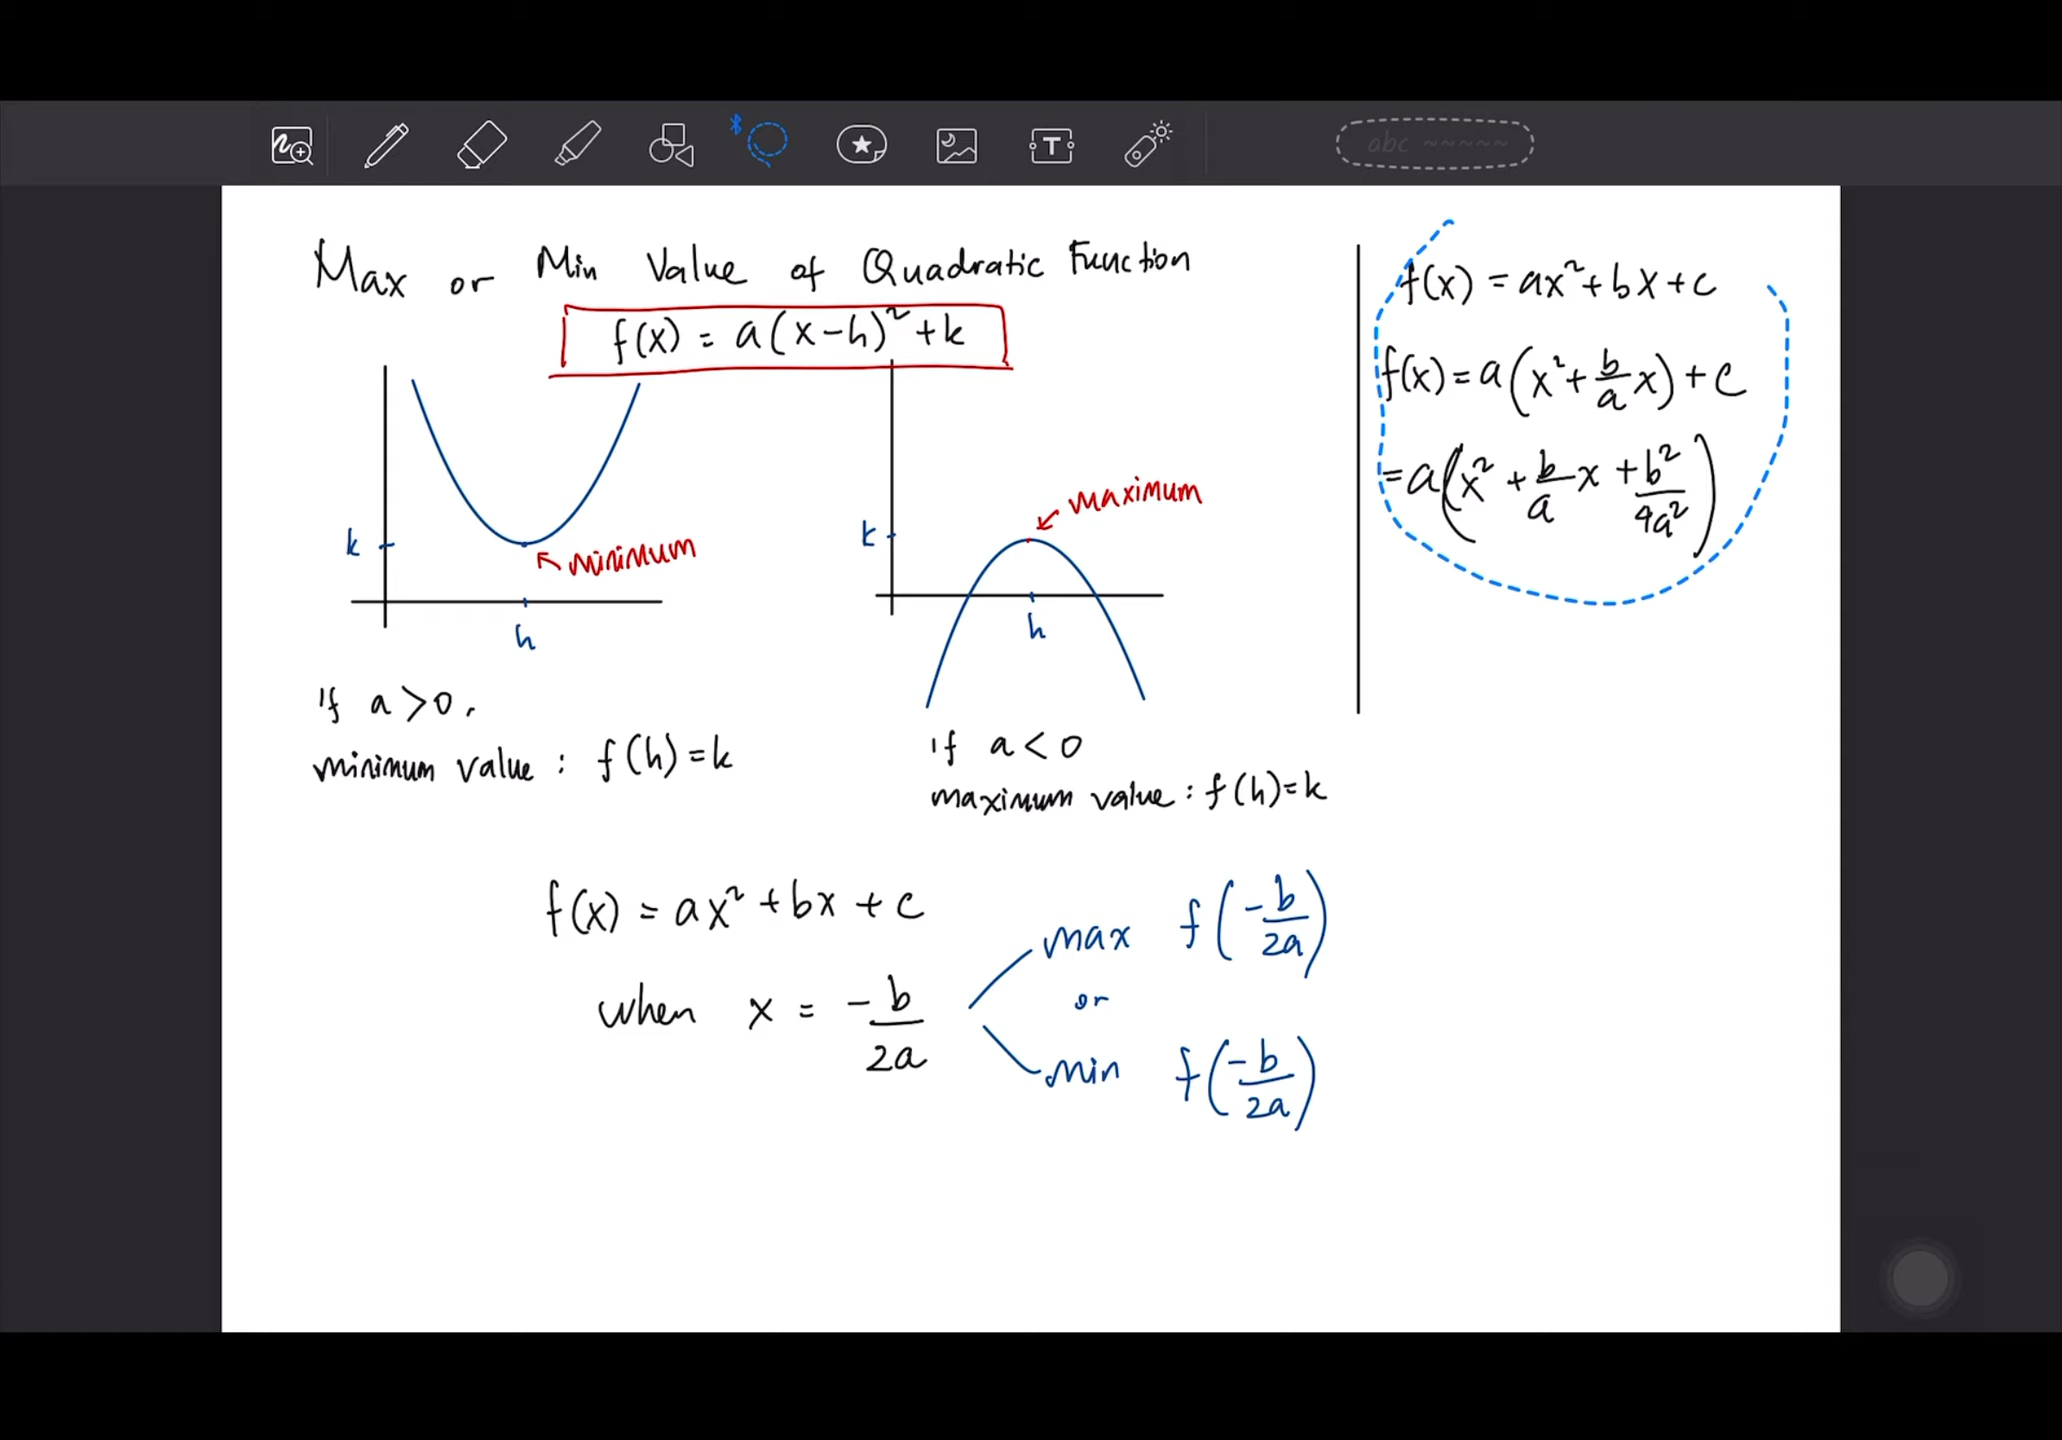 abc ~~~~~
Max or Min Value of Quadratic Function
f(x) = a(x-h)² + k
k
minimum
h
If a > 0,
minimum value : f(h) = k
k
maximum
h
if a < 0
maximum value : f(h) = k
f(x) = ax² + bx + c
f(x) = a(x² + b/a x) + c
= a(x² + b/a x + b²/4a²)
f(x) = ax² + bx + c
when x = -b/2a
max f(-b/2a)
or
min f(-b/2a)
T